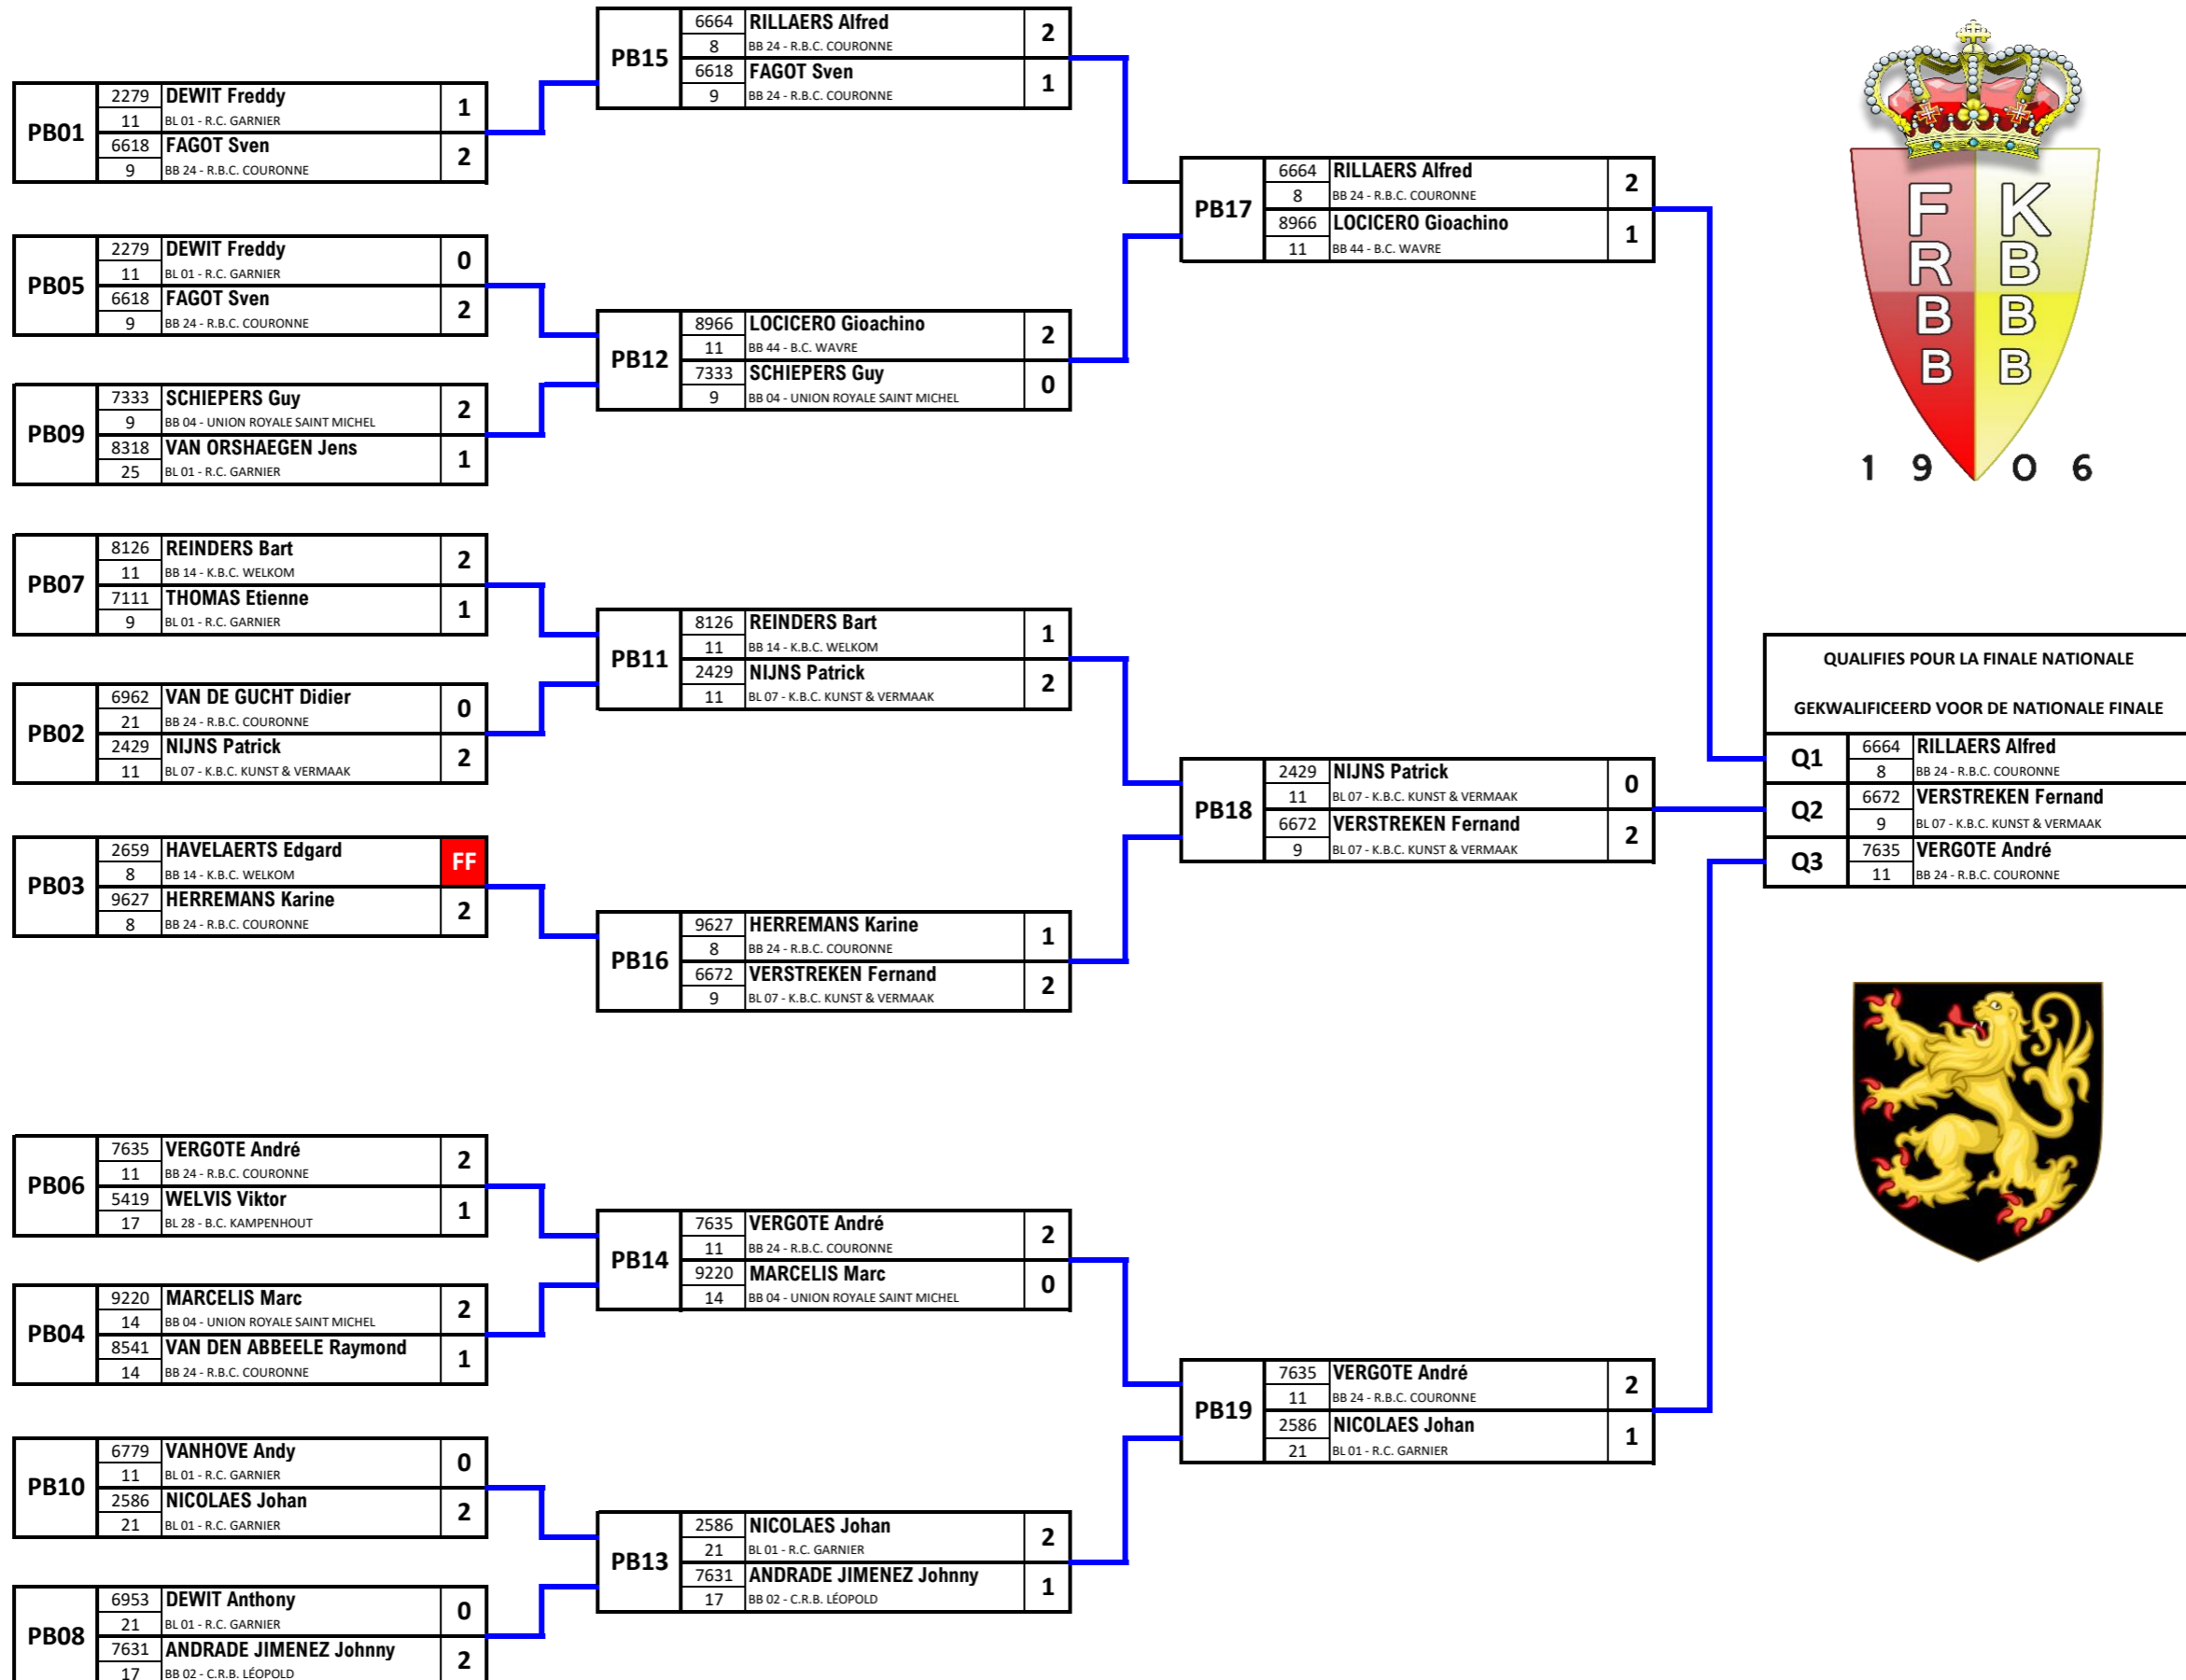 PB15
6664 RILLAERS Alfred 2
8 BB 24 - R.B.C. COURONNE
6618 FAGOT Sven 1
9 BB 24 - R.B.C. COURONNE
PB01
2279 DEWIT Freddy 1
11 BL 01 - R.C. GARNIER
6618 FAGOT Sven 2
9 BB 24 - R.B.C. COURONNE
PB17
6664 RILLAERS Alfred 2
8 BB 24 - R.B.C. COURONNE
8966 LOCICERO Gioachino 1
11 BB 44 - B.C. WAVRE
F K
R B
B B
B B
1 9 0 6
PB05
2279 DEWIT Freddy 0
11 BL 01 - R.C. GARNIER
6618 FAGOT Sven 2
9 BB 24 - R.B.C. COURONNE
PB12
8966 LOCICERO Gioachino 2
11 BB 44 - B.C. WAVRE
7333 SCHIEPERS Guy 0
9 BB 04 - UNION ROYALE SAINT MICHEL
PB09
7333 SCHIEPERS Guy 2
9 BB 04 - UNION ROYALE SAINT MICHEL
8318 VAN ORSHAEGEN Jens 1
25 BL 01 - R.C. GARNIER
PB07
8126 REINDERS Bart 2
11 BB 14 - K.B.C. WELKOM
7111 THOMAS Etienne 1
9 BL 01 - R.C. GARNIER
PB11
8126 REINDERS Bart 1
11 BB 14 - K.B.C. WELKOM
2429 NIJNS Patrick 2
11 BL 07 - K.B.C. KUNST & VERMAAK
PB02
6962 VAN DE GUCHT Didier 0
21 BB 24 - R.B.C. COURONNE
2429 NIJNS Patrick 2
11 BL 07 - K.B.C. KUNST & VERMAAK
PB18
2429 NIJNS Patrick 0
11 BL 07 - K.B.C. KUNST & VERMAAK
6672 VERSTREKEN Fernand 2
9 BL 07 - K.B.C. KUNST & VERMAAK
QUALIFIES POUR LA FINALE NATIONALE
GEKWALIFICEERD VOOR DE NATIONALE FINALE
Q1
6664 RILLAERS Alfred
8 BB 24 - R.B.C. COURONNE
Q2
6672 VERSTREKEN Fernand
9 BL 07 - K.B.C. KUNST & VERMAAK
Q3
7635 VERGOTE André
11 BB 24 - R.B.C. COURONNE
PB03
2659 HAVELAERTS Edgard FF
8 BB 14 - K.B.C. WELKOM
9627 HERREMANS Karine 2
8 BB 24 - R.B.C. COURONNE
PB16
9627 HERREMANS Karine 1
8 BB 24 - R.B.C. COURONNE
6672 VERSTREKEN Fernand 2
9 BL 07 - K.B.C. KUNST & VERMAAK
PB06
7635 VERGOTE André 2
11 BB 24 - R.B.C. COURONNE
5419 WELVIS Viktor 1
17 BL 28 - B.C. KAMPENHOUT
PB14
7635 VERGOTE André 2
11 BB 24 - R.B.C. COURONNE
9220 MARCELIS Marc 0
14 BB 04 - UNION ROYALE SAINT MICHEL
PB04
9220 MARCELIS Marc 2
14 BB 04 - UNION ROYALE SAINT MICHEL
8541 VAN DEN ABBEELE Raymond 1
14 BB 24 - R.B.C. COURONNE
PB19
7635 VERGOTE André 2
11 BB 24 - R.B.C. COURONNE
2586 NICOLAES Johan 1
21 BL 01 - R.C. GARNIER
PB10
6779 VANHOVE Andy 0
11 BL 01 - R.C. GARNIER
2586 NICOLAES Johan 2
21 BL 01 - R.C. GARNIER
PB13
2586 NICOLAES Johan 2
21 BL 01 - R.C. GARNIER
7631 ANDRADE JIMENEZ Johnny 1
17 BB 02 - C.R.B. LÉOPOLD
PB08
6953 DEWIT Anthony 0
21 BL 01 - R.C. GARNIER
7631 ANDRADE JIMENEZ Johnny 2
17 BB 02 - C.R.B. LÉOPOLD